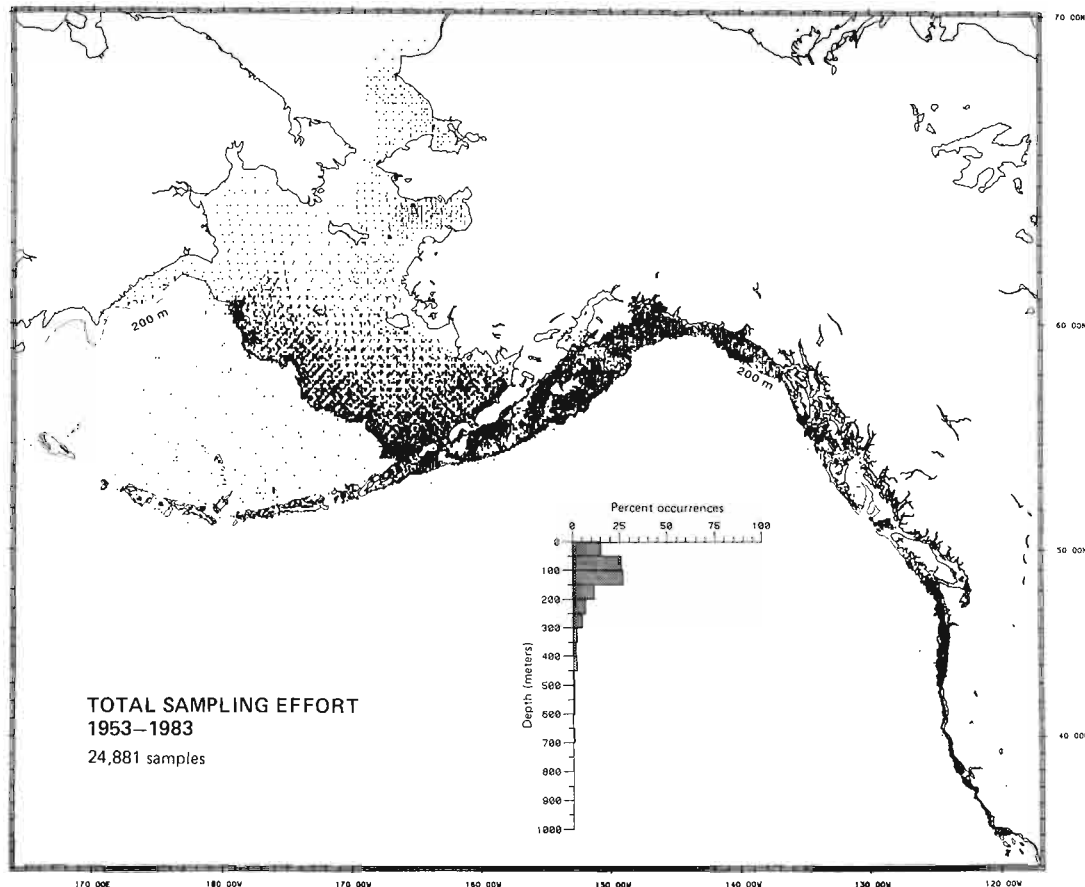 70 00N
200 m
60 00N
200 m
Percent occurrences
0 25 50 75 100
0
100
200
300
400
500
600
700
800
900
1000
Depth (meters)
50 00N
TOTAL SAMPLING EFFORT
1953–1983
24,881 samples
40 00N
170 00E 180 00W 170 00W 160 00W 150 00W 140 00W 130 00W 120 00W